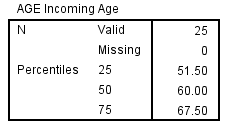 AGE Incoming Age
N Valid 25
Missing 0
Percentiles 25 51.50
50 60.00
75 67.50